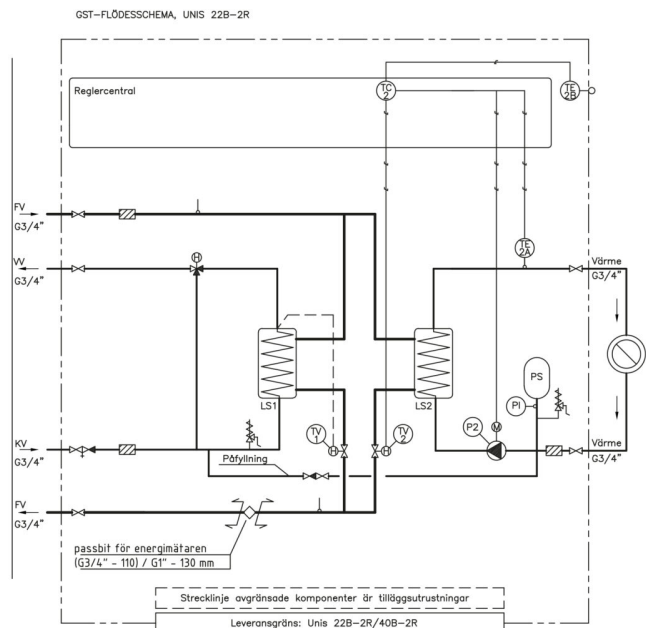 GST-FLÖDESSCHEMA, UNIS 22B-2R
Reglercentral
TC
2
TE
2B
FV
G3/4"
VV
G3/4"
H
TE
2A
Värme
G3/4"
LS1
LS2
PS
PI
P2
M
TV
1
H
H
TV
2
KV
G3/4"
Påfyllning
Värme
G3/4"
FV
G3/4"
passbit för energimätaren
(G3/4" - 110) / G1" - 130 mm
Strecklinje avgränsade komponenter är tilläggsutrustningar
Leveransgräns: Unis 22B-2R/40B-2R